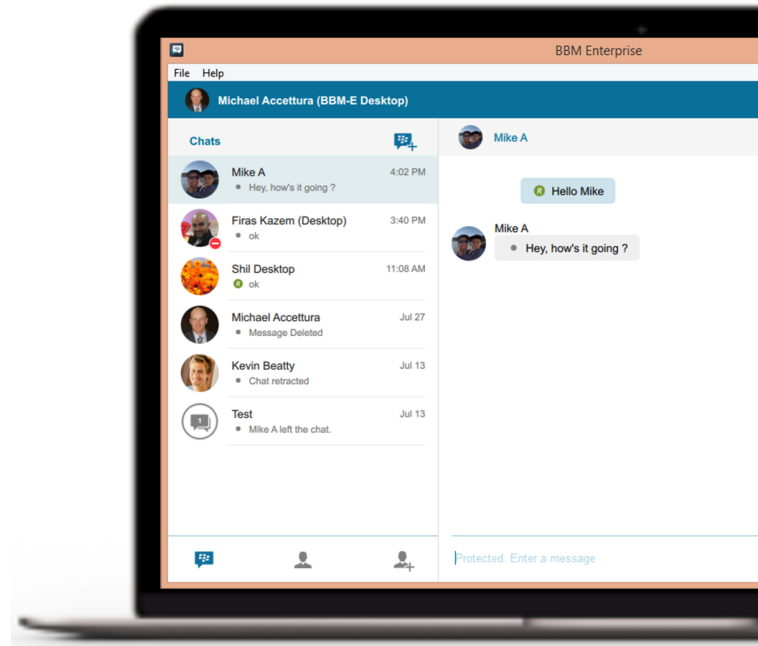 BBM Enterprise
File Help
Michael Accettura (BBM-E Desktop)
Chats
Mike A
4:02 PM
Hey, how's it going ?
Firas Kazem (Desktop)
3:40 PM
ok
Shil Desktop
11:08 AM
R ok
Michael Accettura
Jul 27
Message Deleted
Kevin Beatty
Jul 13
Chat retracted
1
Test
Jul 13
Mike A left the chat.
Mike A
R Hello Mike
Mike A
Hey, how's it going ?
Protected. Enter a message